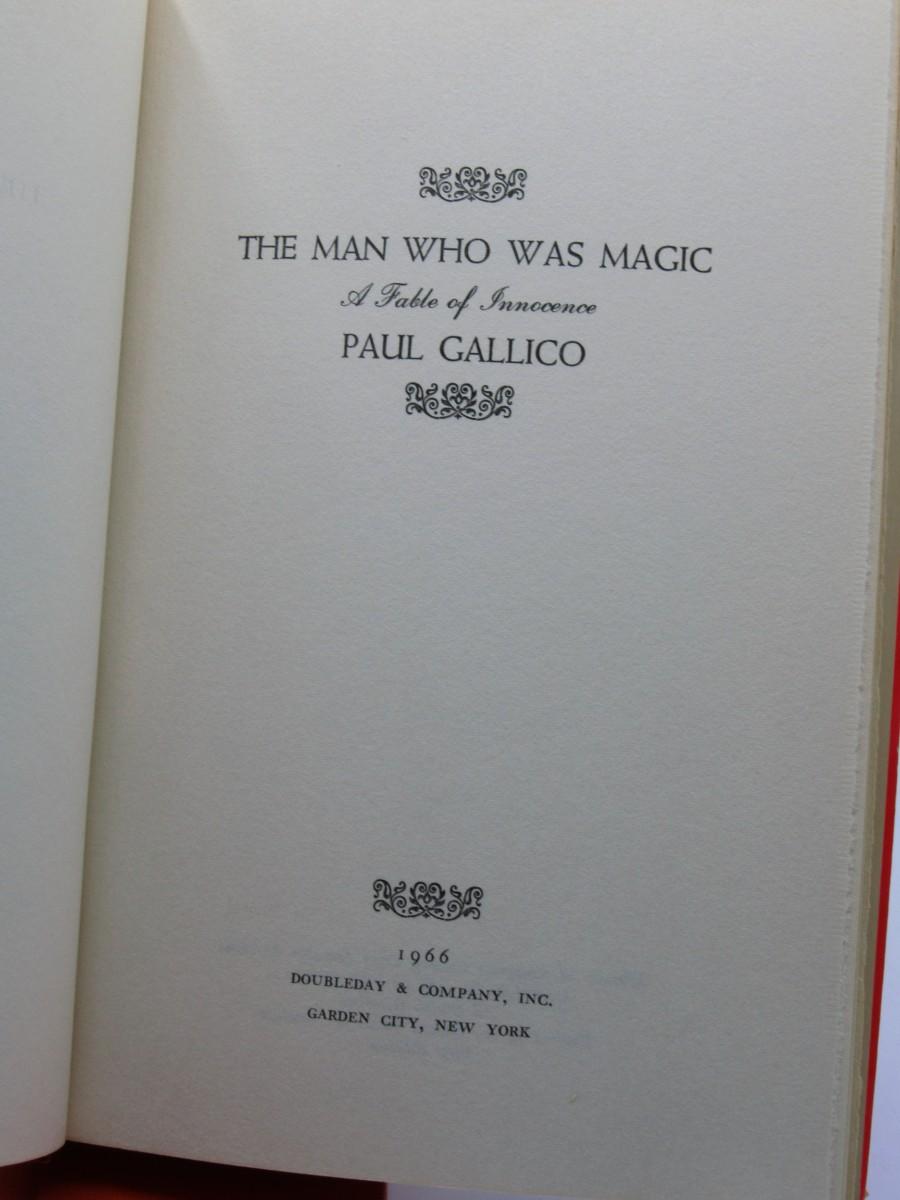 THE MAN WHO WAS MAGIC
A Fable of Innocence
PAUL GALLICO
1966
DOUBLEDAY & COMPANY, INC.
GARDEN CITY, NEW YORK